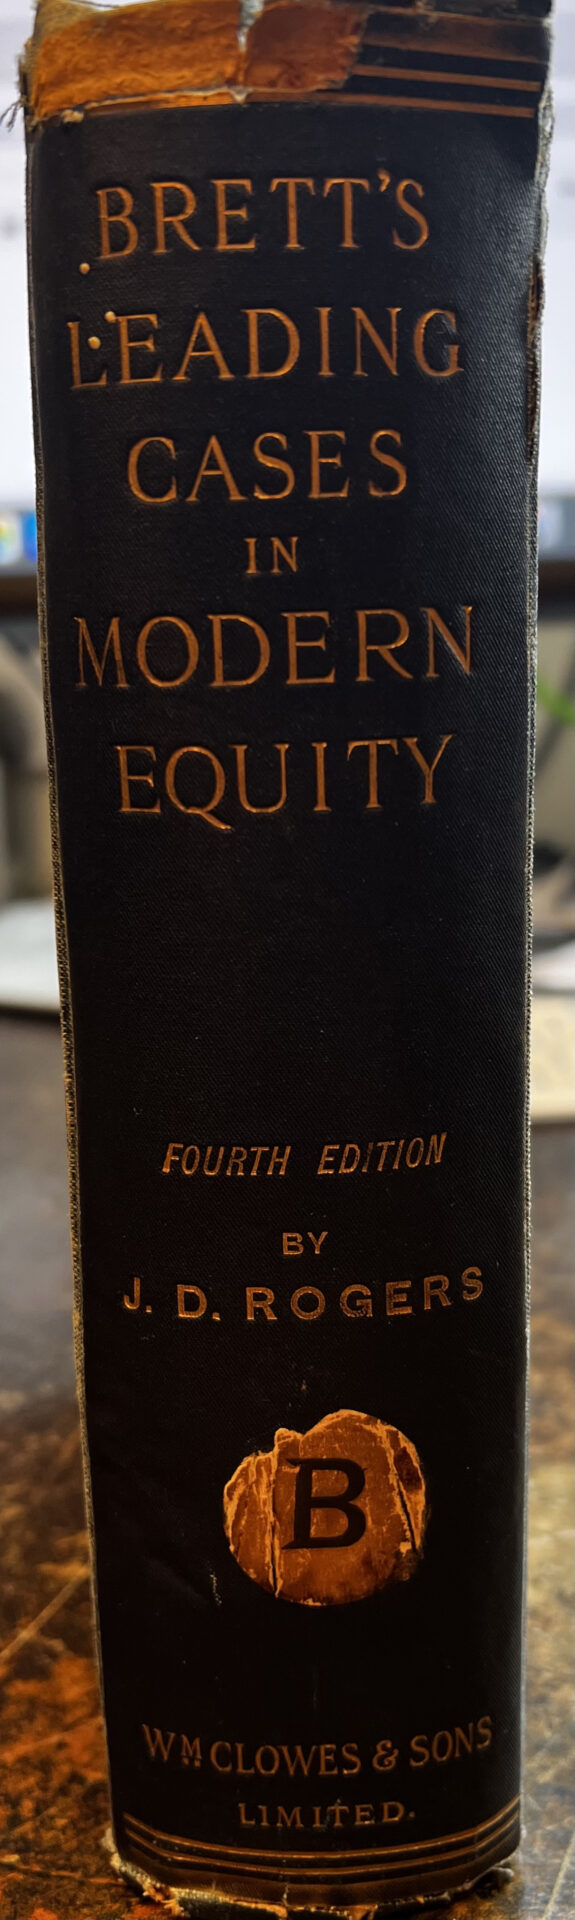 BRETT'S
LEADING
CASES
IN
MODERN
EQUITY
FOURTH EDITION
BY
J. D. ROGERS
B
WM CLOWES & SONS
LIMITED.